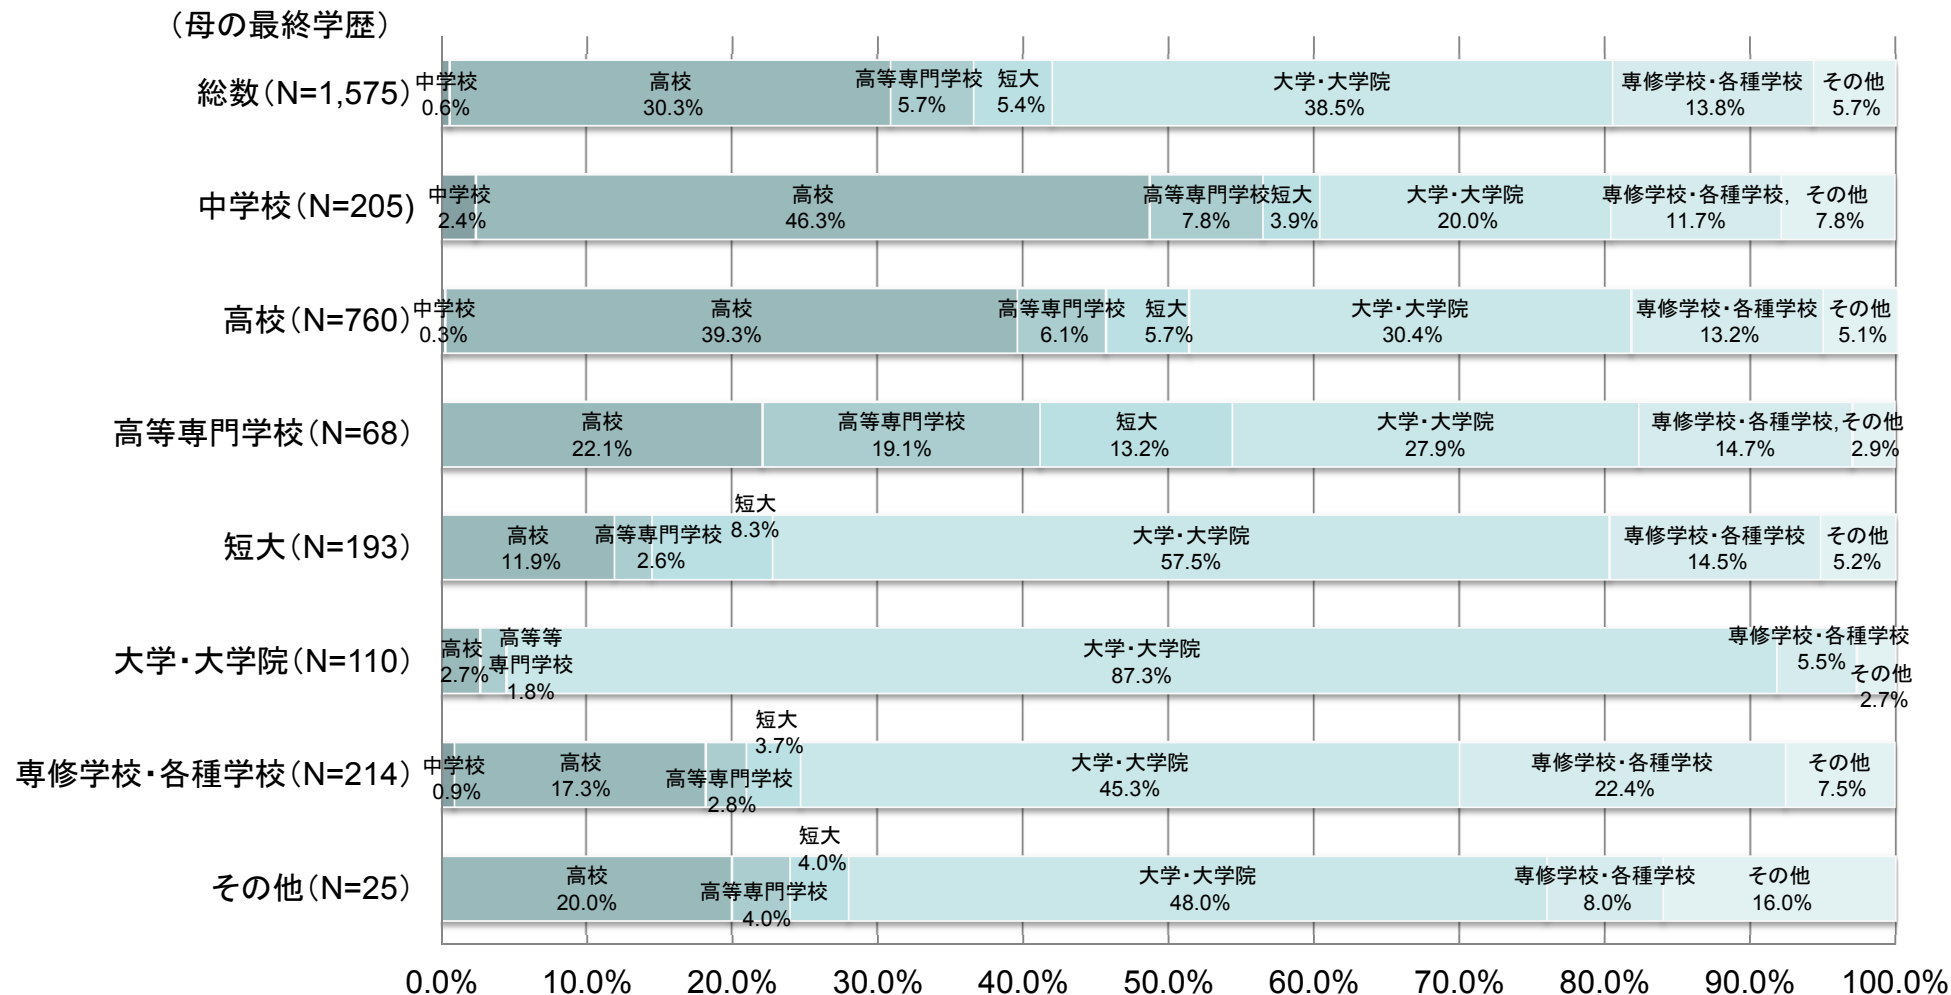 （母の最終学歴）
総数（N=1,575）
中学校
0.6%
高校
30.3%
高等専門学校
5.7%
短大
5.4%
大学・大学院
38.5%
専修学校・各種学校
13.8%
その他
5.7%
中学校（N=205)
中学校
2.4%
高校
46.3%
高等専門学校
7.8%
短大
3.9%
大学・大学院
20.0%
専修学校・各種学校,
11.7%
その他
7.8%
高校（N=760）
中学校
0.3%
高校
39.3%
高等専門学校
6.1%
短大
5.7%
大学・大学院
30.4%
専修学校・各種学校
13.2%
その他
5.1%
高等専門学校（N=68）
高校
22.1%
高等専門学校
19.1%
短大
13.2%
大学・大学院
27.9%
専修学校・各種学校,
14.7%
その他
2.9%
短大（N=193）
高校
11.9%
高等専門学校
2.6%
短大
8.3%
大学・大学院
57.5%
専修学校・各種学校
14.5%
その他
5.2%
大学・大学院（N=110）
高校
2.7%
高等等
専門学校
1.8%
大学・大学院
87.3%
専修学校・各種学校
5.5%
その他
2.7%
専修学校・各種学校（N=214）
中学校
0.9%
高校
17.3%
高等専門学校
2.8%
短大
3.7%
大学・大学院
45.3%
専修学校・各種学校
22.4%
その他
7.5%
その他（N=25）
高校
20.0%
高等専門学校
4.0%
短大
4.0%
大学・大学院
48.0%
専修学校・各種学校
8.0%
その他
16.0%
0.0% 10.0% 20.0% 30.0% 40.0% 50.0% 60.0% 70.0% 80.0% 90.0% 100.0%